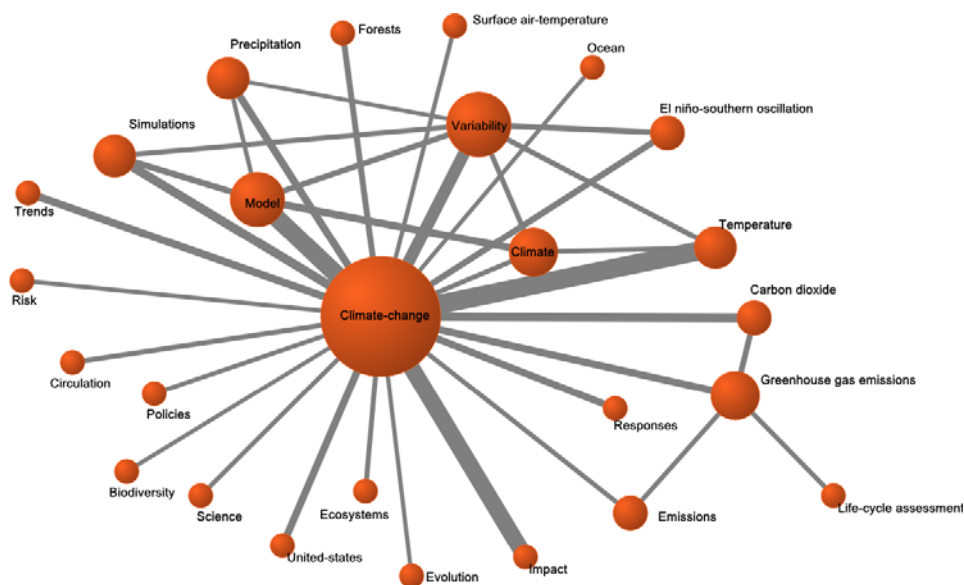 Surface air-temperature
Forests
Precipitation
Ocean
El niño-southern oscillation
Simulations
Variability
Trends
Model
Temperature
Climate
Carbon dioxide
Risk
Climate-change
Circulation
Greenhouse gas emissions
Policies
Responses
Biodiversity
Science
Ecosystems
Emissions
Life-cycle assessment
United-states
Impact
Evolution